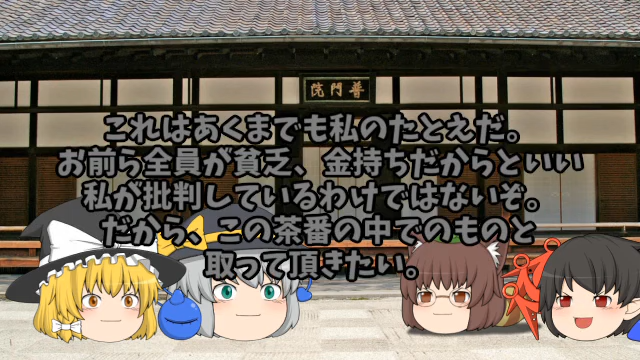 普門院
これはあくまでも私のたとえだ。
お前ら全員が貧乏、金持ちだからといい
私が批判しているわけではないぞ。
だから、この茶番の中でのものと
取って頂きたい。